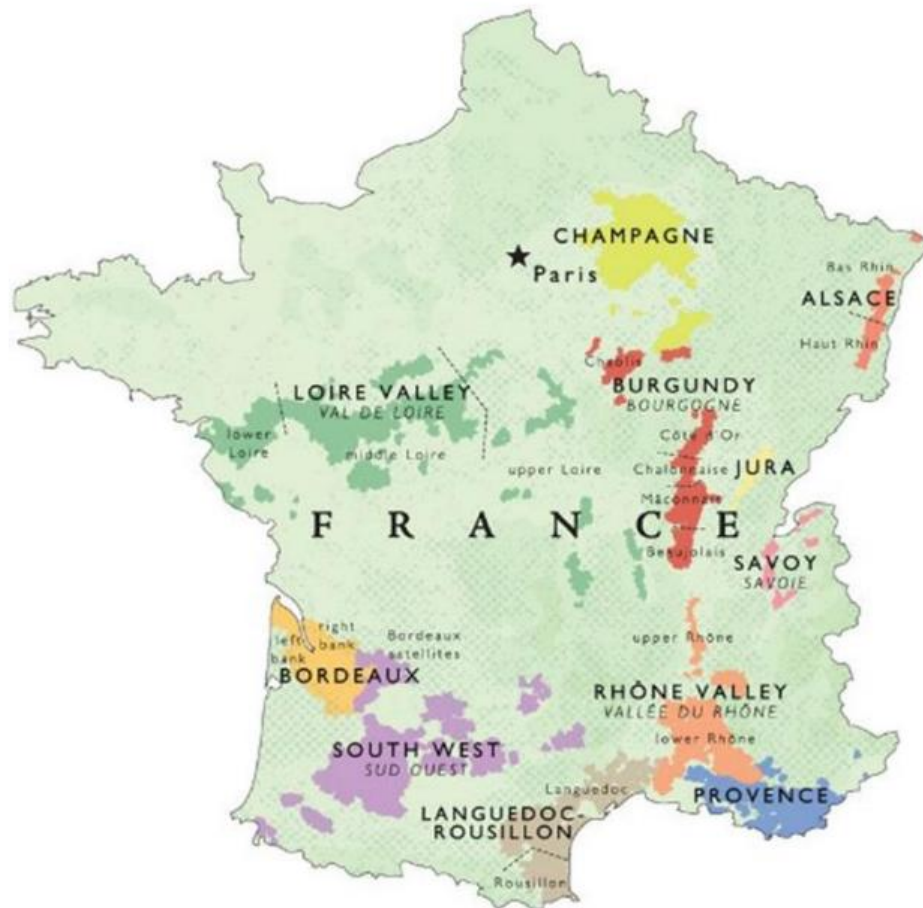 CHAMPAGNE
Paris
Bas Rhin
ALSACE
Haut Rhin
Chablis
BURGUNDY
BOURGOGNE
LOIRE VALLEY
VAL DE LOIRE
lower
Loire
middle Loire
upper Loire
Côte d'Or
Chalonnaise
JURA
Mâconnais
FRANCE
Beaujolais
SAVOY
SAVOIE
left
bank
right
bank
Bordeaux
satellites
BORDEAUX
upper Rhône
RHÔNE VALLEY
VALLÉE DU RHÔNE
lower Rhône
SOUTH WEST
SUD OUEST
Languedoc
PROVENCE
LANGUEDOC-
ROUSILLON
Rousillon